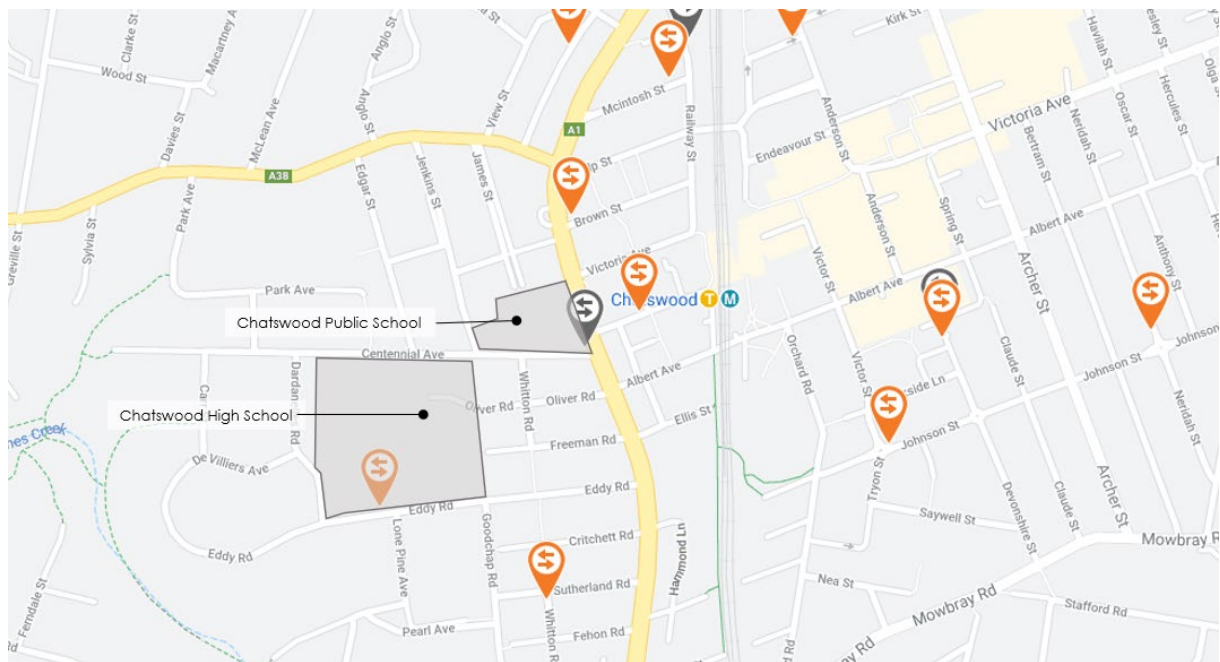 Kirk St
Clarke St
Macartney Ave
Anglo St
Wood St
Mcintosh St
View St
A1
Railway St
Anderson St
Victoria Ave
Havilah St
Hercules St
Oscar St
Neridah St
Bertram St
Davies St
McLean Ave
Anglo St
Endeavour St
A38
Jenkins St
James St
Edgar St
Park Ave
Brown St
Anderson St
Spring St
Albert Ave
Sylvia St
Greville St
Victoria Ave
Victor St
Archer St
Anthony St
Park Ave
Chatswood T M
Albert Ave
Chatswood Public School
Centennial Ave
Orchard Rd
Claude St
Johnson St
Johnson
Albert Ave
Victor St
Whitton Rd
Oliver Rd
Oliver Rd
Chatswood High School
Ellis St
Neridah St
Creek
Freeman Rd
Johnson St
De Villiers Ave
Tryon St
Archer St
Eddy Rd
Eddy Rd
Devonshire St
Claude St
Lone Pine Ave
Goodchap Rd
Saywell St
Eddy Rd
Critchett Rd
Hammond Ln
Mowbray Rd
Nea St
Sutherland Rd
Mowbray Rd
Stafford Rd
Ferndale St
Pearl Ave
Whitton Rd
Fehon Rd